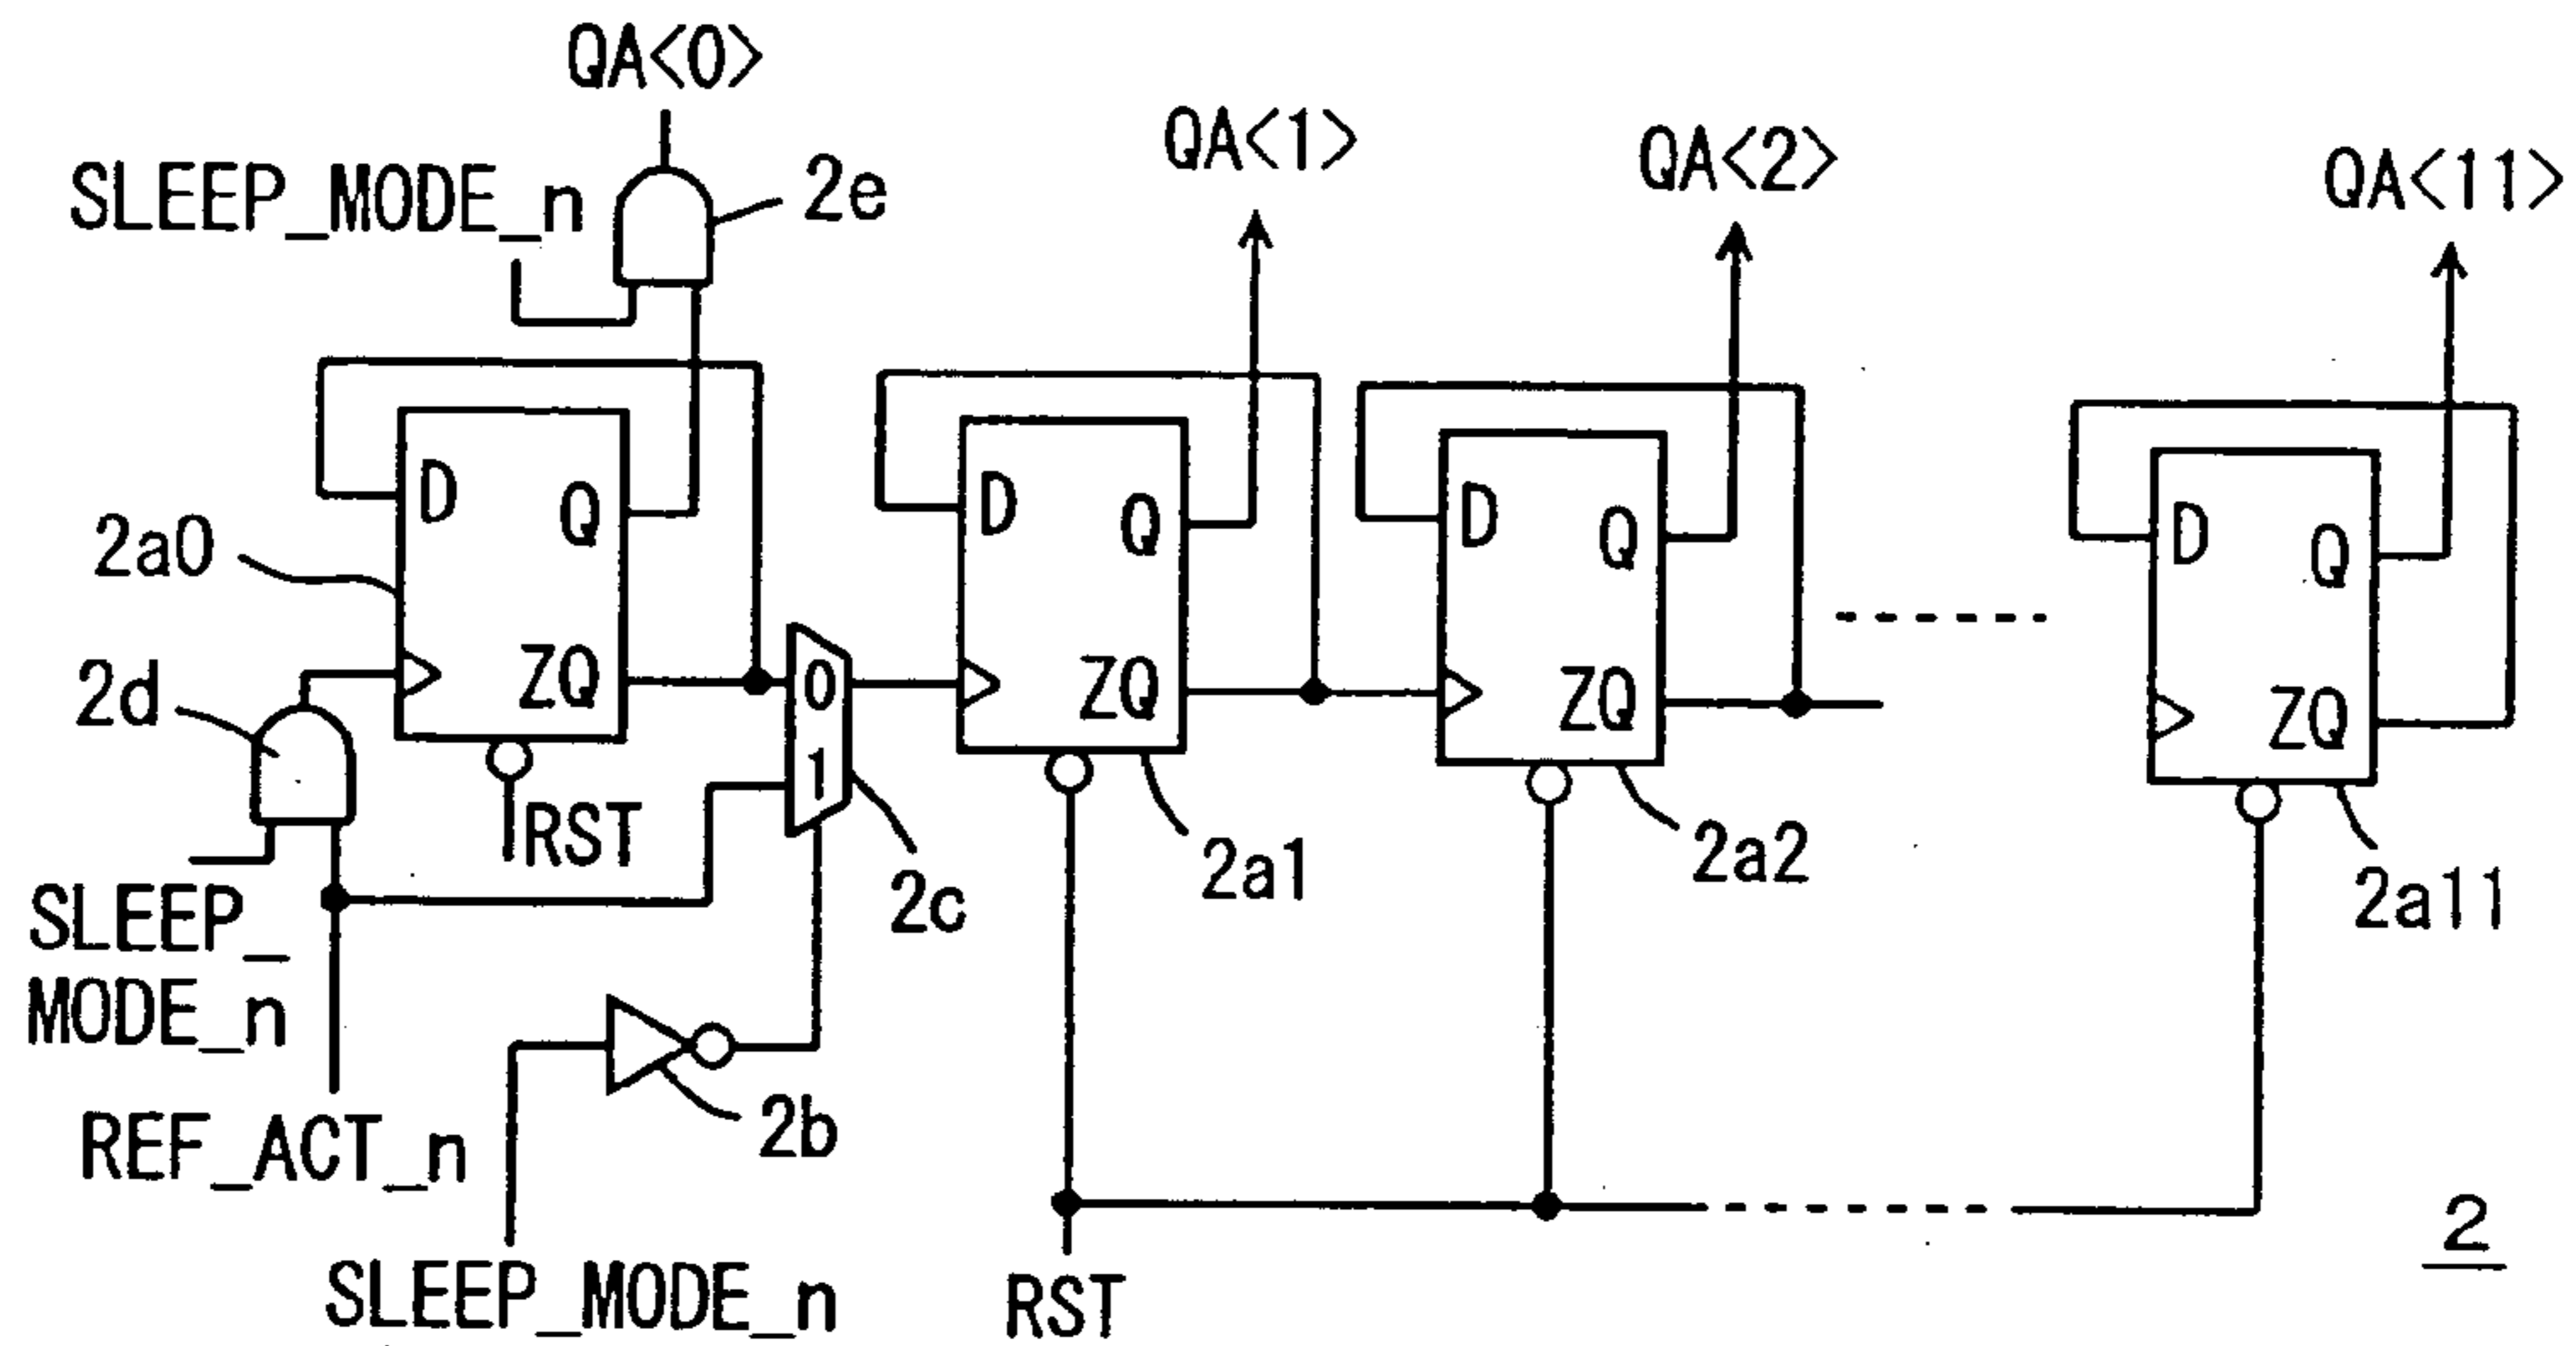 QA<0>
QA<1>
QA<2>
QA<11>
SLEEP_MODE_n
2e
D
Q
ZQ
2a0
2d
0
1
D
Q
ZQ
D
Q
ZQ
D
Q
ZQ
RST
2c
2a1
2a2
2a11
SLEEP_
MODE_n
REF_ACT_n
2b
SLEEP_MODE_n
RST
2